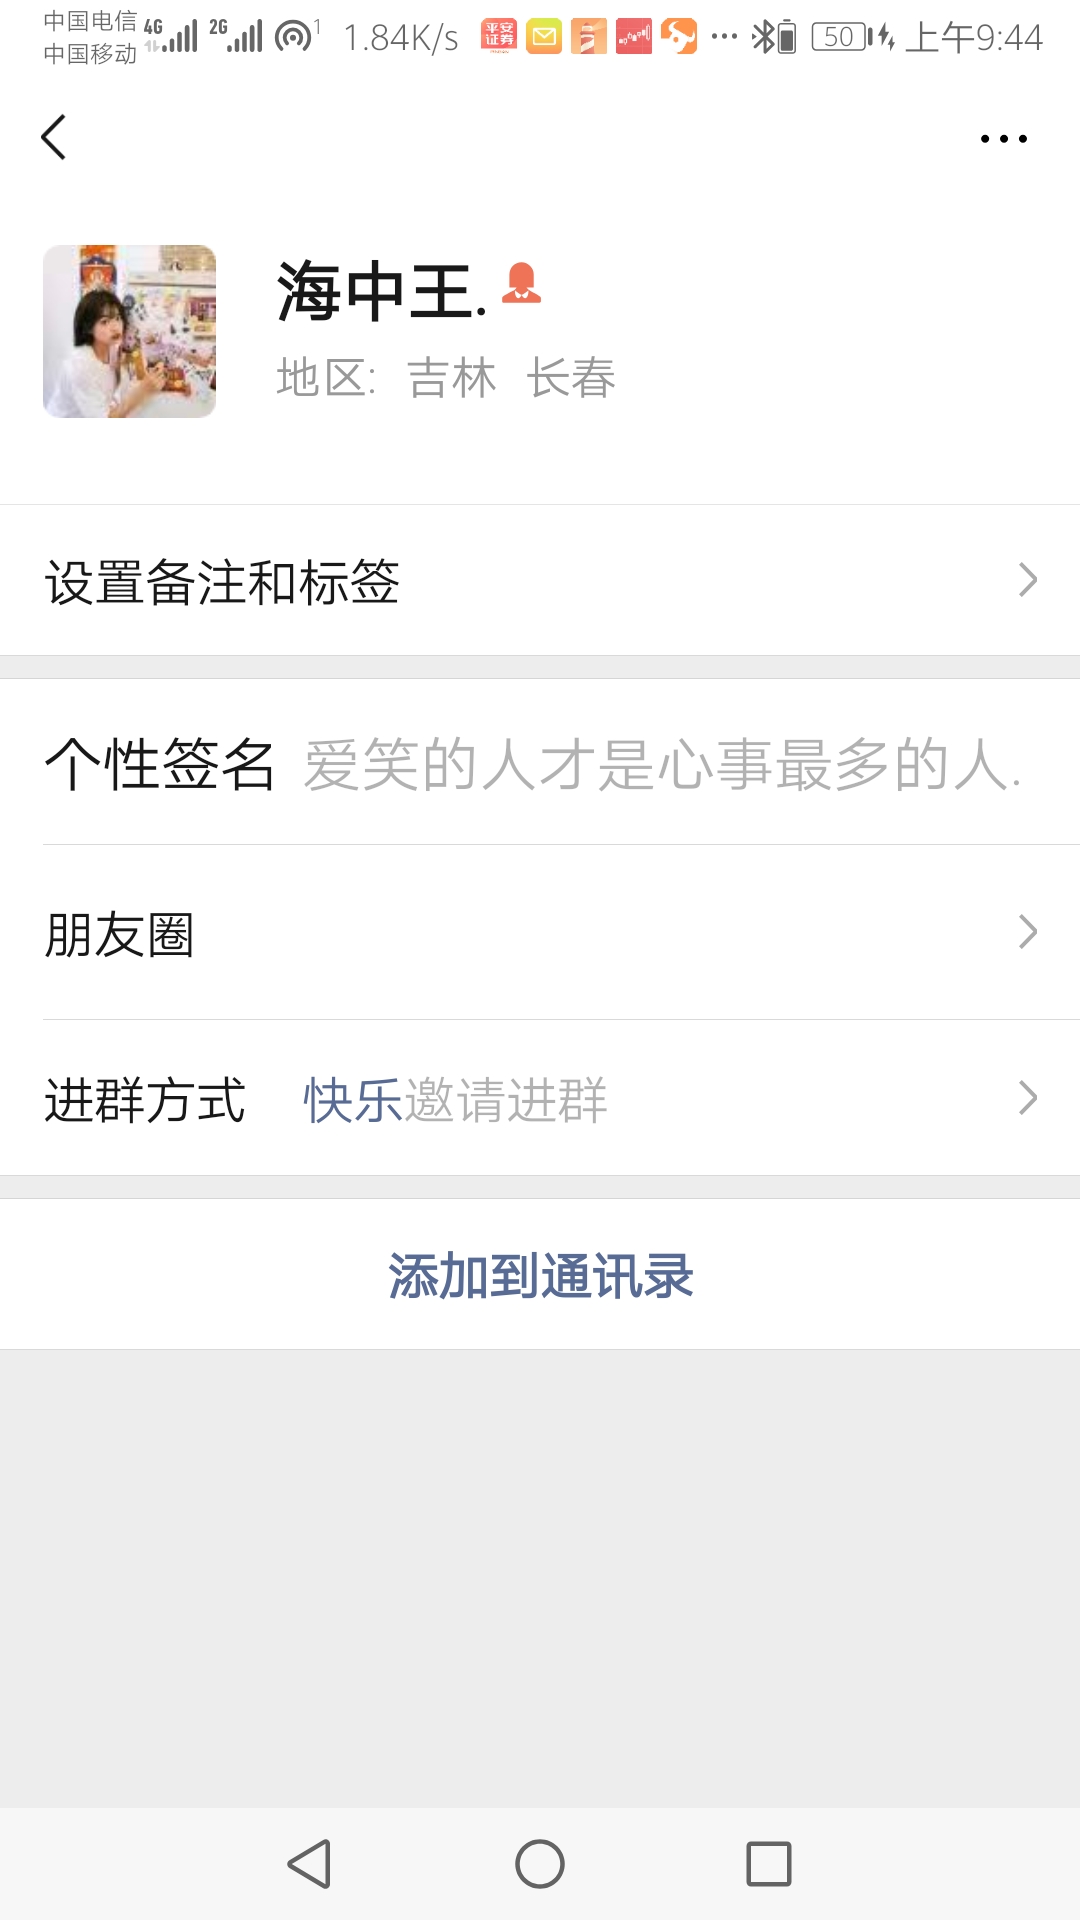 中国电信
中国移动
4G 2G 1 1.84K/s 平安证券 50 上午9:44
海中王.
地区: 吉林 长春
设置备注和标签
个性签名 爱笑的人才是心事最多的人.
朋友圈
进群方式 快乐邀请进群
添加到通讯录